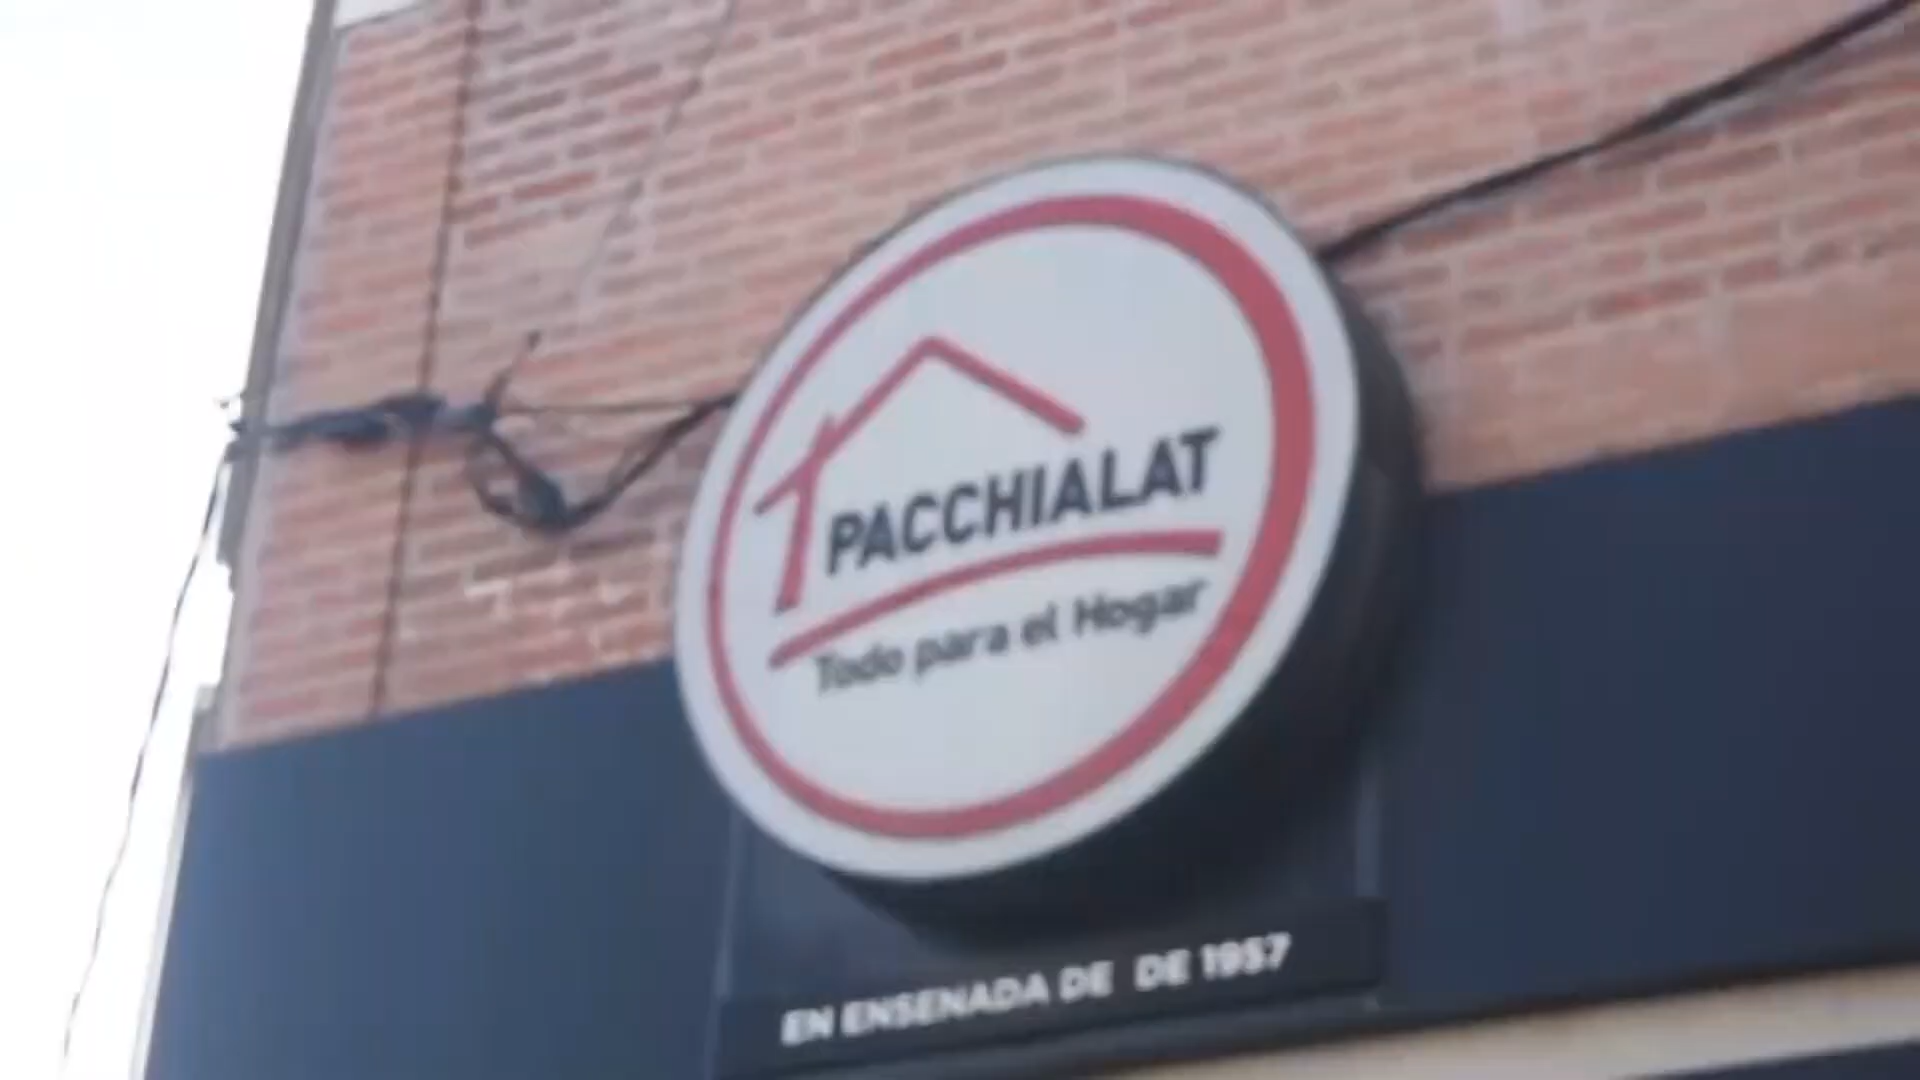 PACCHIALAT
Todo para el Hogar
EN ENSENADA DE DE 1957